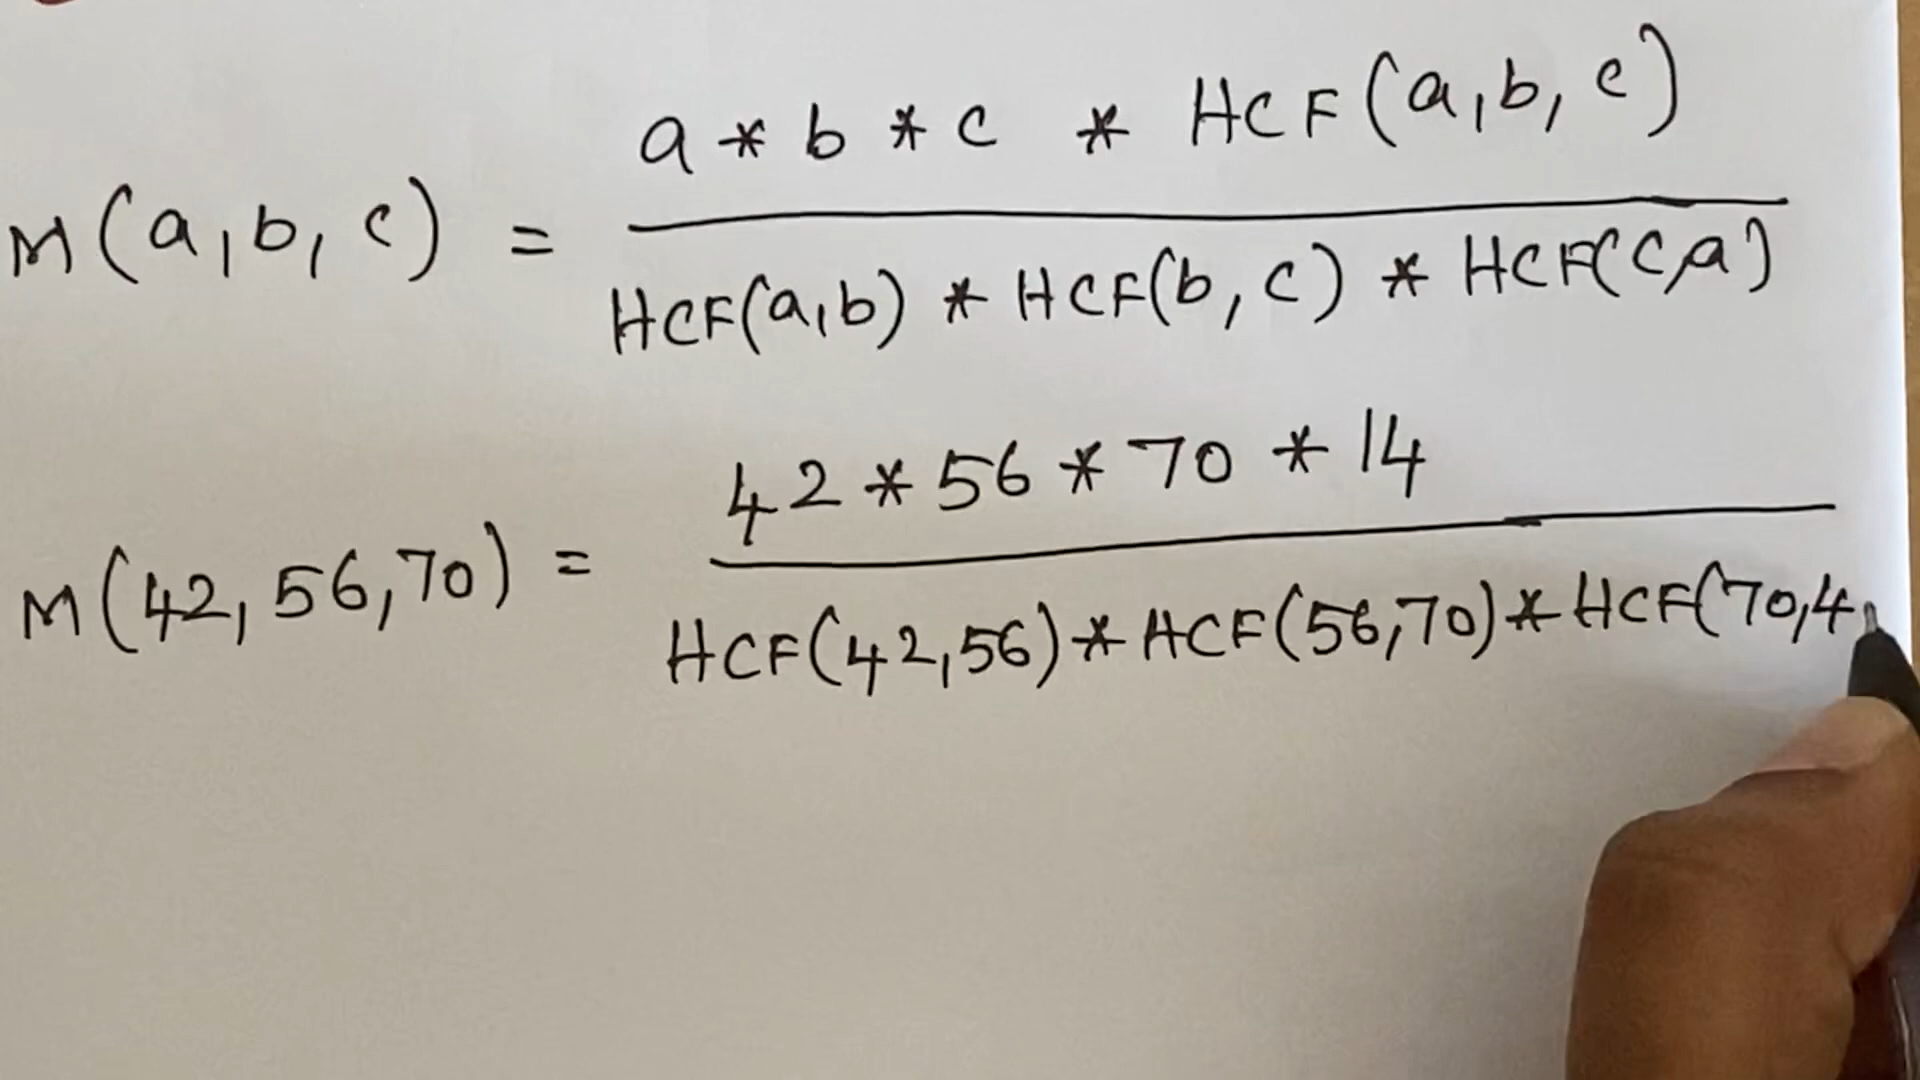 a * b * c * HCF(a, b, c)
M(a, b, c) =
HCF(a, b) * HCF(b, c) * HCF(c, a)
42 * 56 * 70 * 14
M(42, 56, 70) =
HCF(42, 56) * HCF(56, 70) * HCF(70, 4